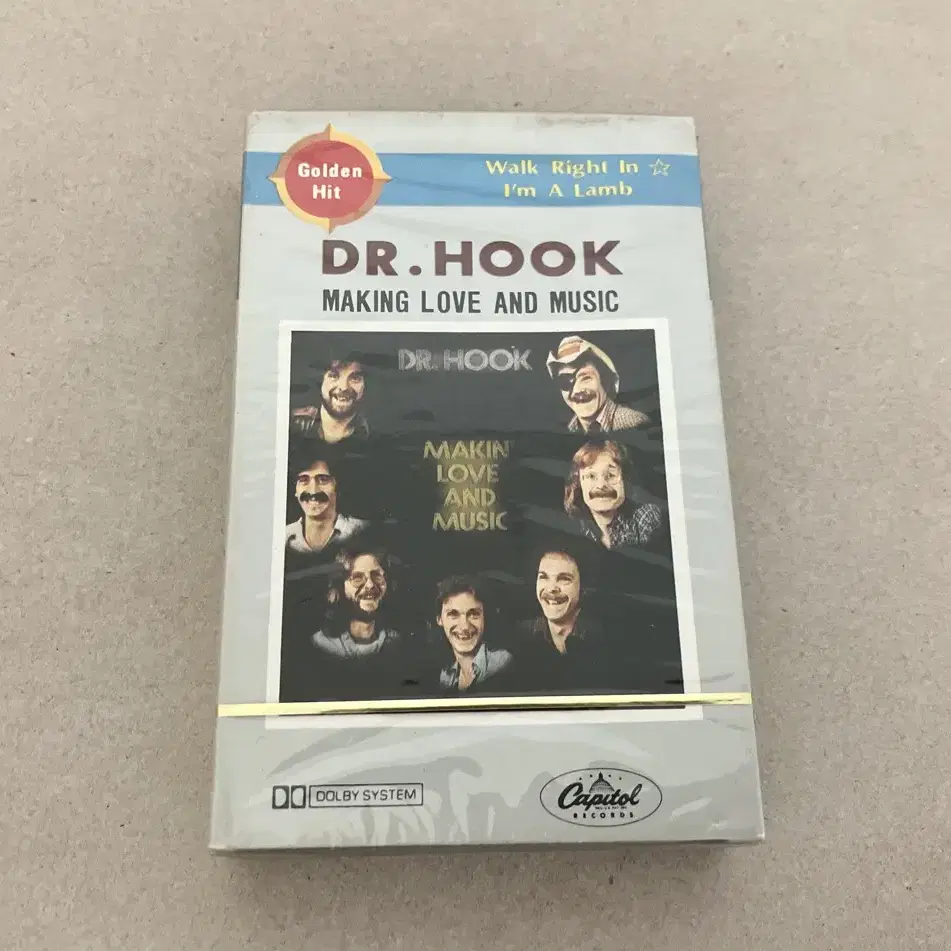 Golden
Hit
Walk Right In ☆
I'm A Lamb
DR. HOOK
MAKING LOVE AND MUSIC
DR. HOOK
MAKIN'
LOVE
AND
MUSIC
DOLBY SYSTEM
Capitol
RECORDS